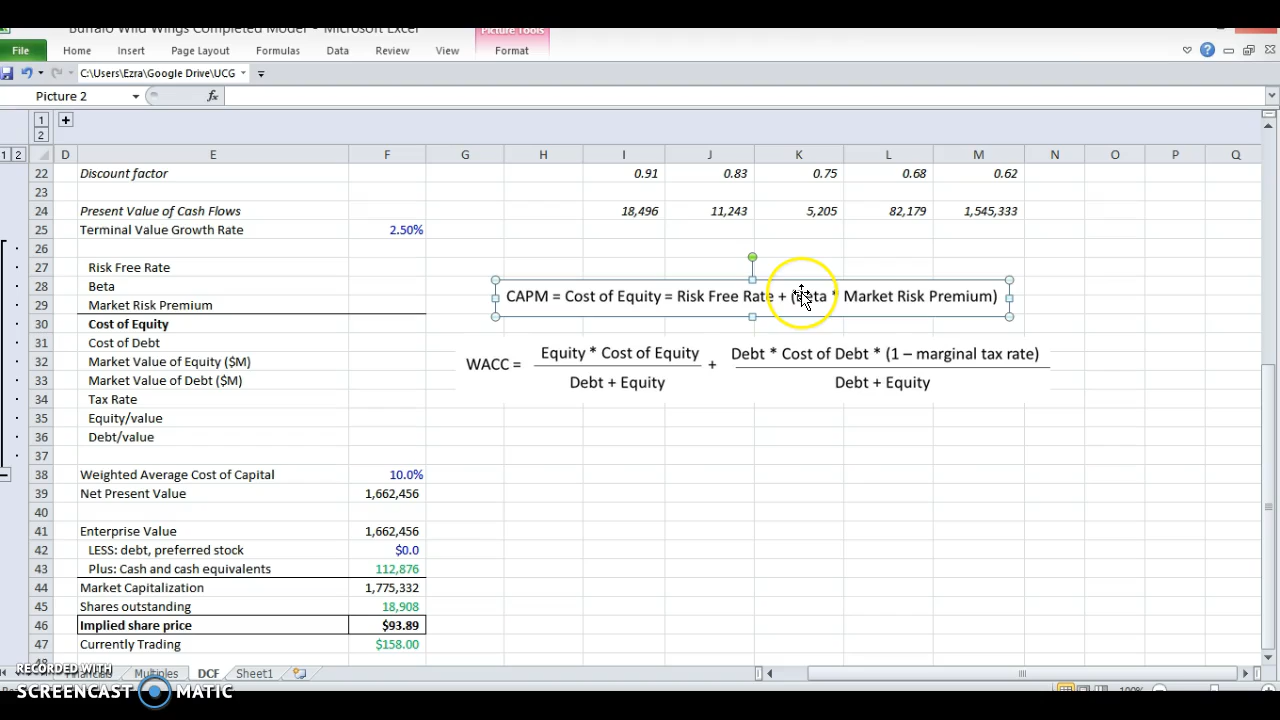 Buffalo Wild Wings Completed Model - Microsoft Excel
Picture Tools
File Home Insert Page Layout Formulas Data Review View Format
C:\Users\Ezra\Google Drive\UCG
Picture 2 fx
1
2
1 2 D E F G H I J K L M N O P Q
22 Discount factor 0.91 0.83 0.75 0.68 0.62
23
24 Present Value of Cash Flows 18,496 11,243 5,205 82,179 1,545,333
25 Terminal Value Growth Rate 2.50%
26
27 Risk Free Rate
28 Beta
CAPM = Cost of Equity = Risk Free Rate + (Beta * Market Risk Premium)
29 Market Risk Premium
30 Cost of Equity
31 Cost of Debt
Equity * Cost of Equity Debt * Cost of Debt * (1 – marginal tax rate)
32 Market Value of Equity ($M)
WACC = +
33 Market Value of Debt ($M)
Debt + Equity Debt + Equity
34 Tax Rate
35 Equity/value
36 Debt/value
37
38 Weighted Average Cost of Capital 10.0%
39 Net Present Value 1,662,456
40
41 Enterprise Value 1,662,456
42 LESS: debt, preferred stock $0.0
43 Plus: Cash and cash equivalents 112,876
44 Market Capitalization 1,775,332
45 Shares outstanding 18,908
46 Implied share price $93.89
47 Currently Trading $158.00
48
RECORDED WITH
Financials Multiples DCF Sheet1
SCREENCAST MATIC
100%